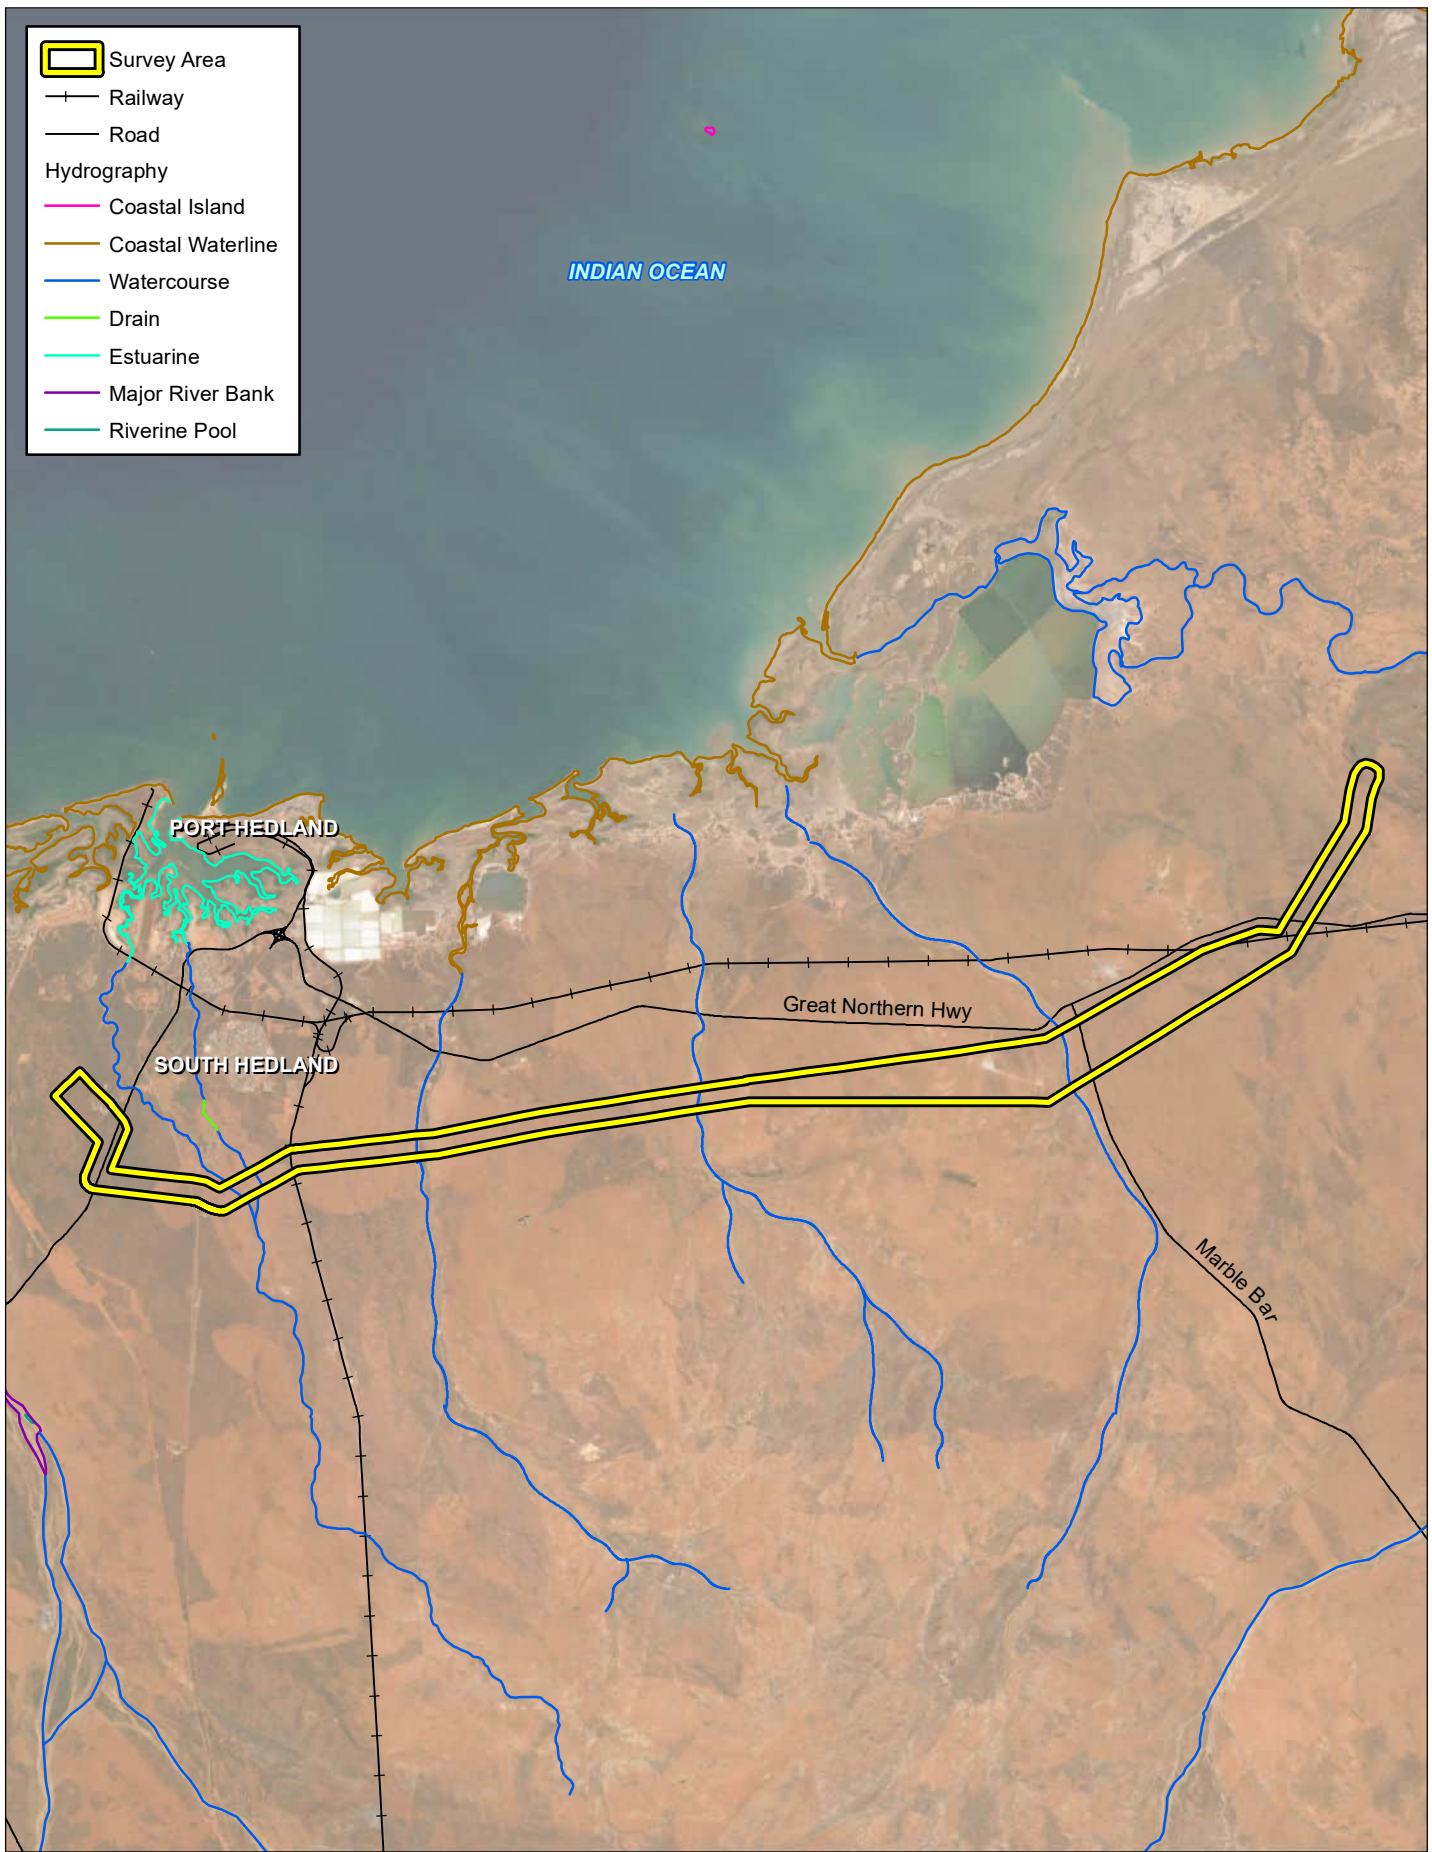 Survey Area
Railway
Road
Hydrography
Coastal Island
Coastal Waterline
Watercourse
Drain
Estuarine
Major River Bank
Riverine Pool
INDIAN OCEAN
PORT HEDLAND
Great Northern Hwy
SOUTH HEDLAND
Marble Bar